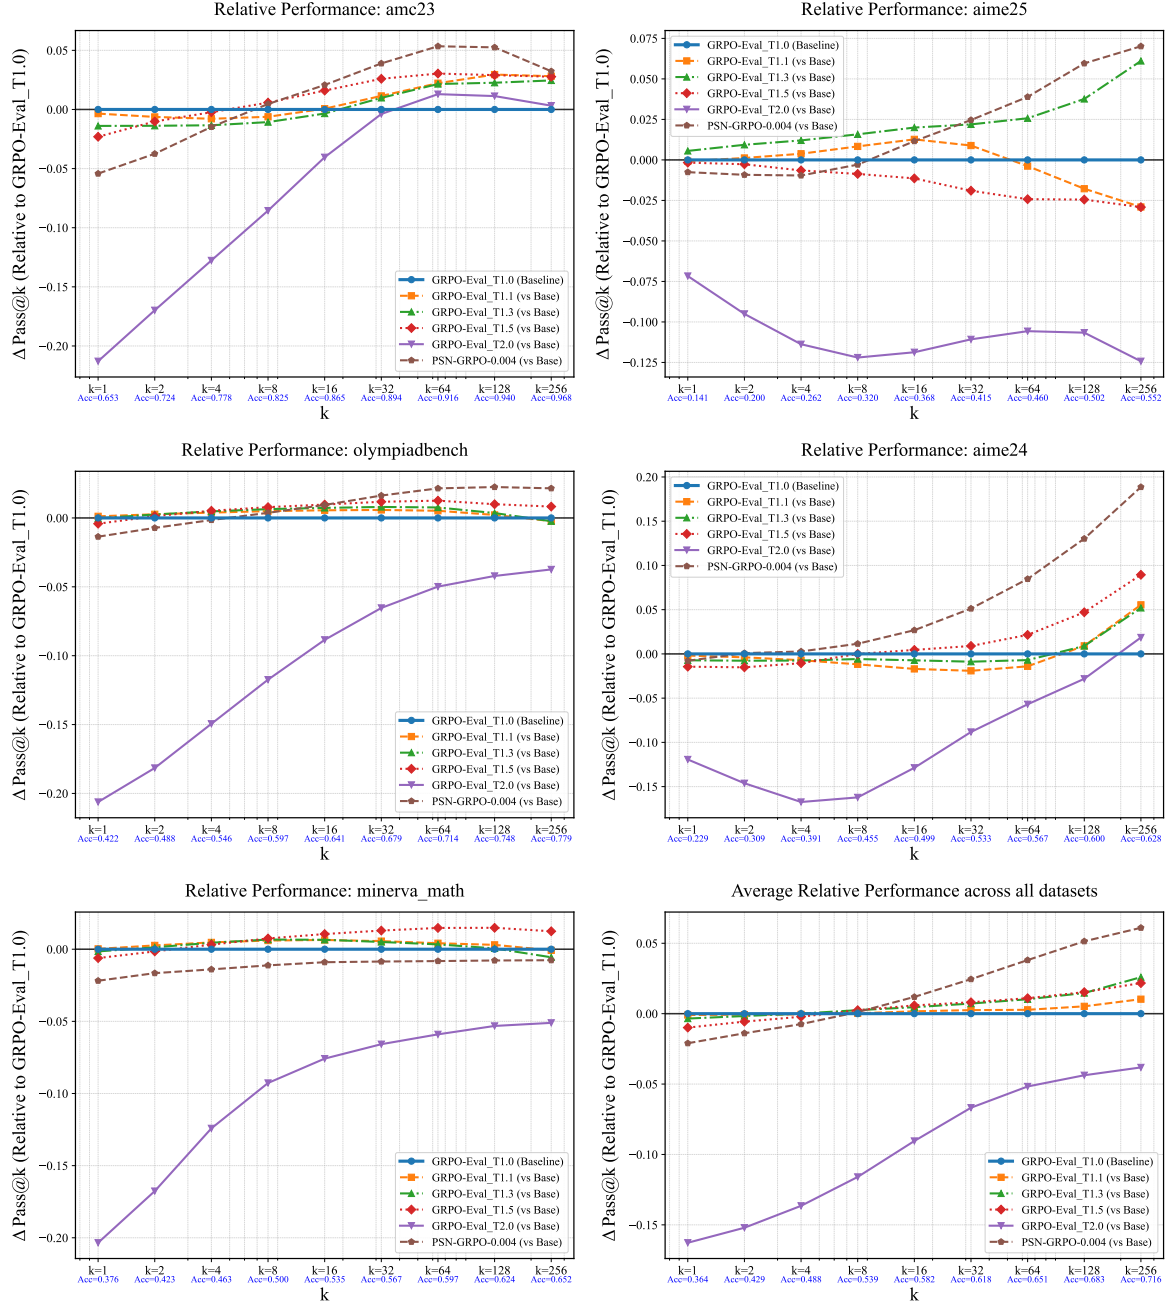 Relative Performance: amc23
Δ Pass@k (Relative to GRPO-Eval_T1.0)
0.05
0.00
−0.05
−0.10
−0.15
−0.20
GRPO-Eval_T1.0 (Baseline)
GRPO-Eval_T1.1 (vs Base)
GRPO-Eval_T1.3 (vs Base)
GRPO-Eval_T1.5 (vs Base)
GRPO-Eval_T2.0 (vs Base)
PSN-GRPO-0.004 (vs Base)
k=1 k=2 k=4 k=8 k=16 k=32 k=64 k=128 k=256
Acc=0.653 Acc=0.724 Acc=0.778 Acc=0.825 Acc=0.865 Acc=0.894 Acc=0.916 Acc=0.940 Acc=0.968
k
Relative Performance: aime25
Δ Pass@k (Relative to GRPO-Eval_T1.0)
0.075
0.050
0.025
0.000
−0.025
−0.050
−0.075
−0.100
−0.125
GRPO-Eval_T1.0 (Baseline)
GRPO-Eval_T1.1 (vs Base)
GRPO-Eval_T1.3 (vs Base)
GRPO-Eval_T1.5 (vs Base)
GRPO-Eval_T2.0 (vs Base)
PSN-GRPO-0.004 (vs Base)
k=1 k=2 k=4 k=8 k=16 k=32 k=64 k=128 k=256
Acc=0.141 Acc=0.200 Acc=0.262 Acc=0.320 Acc=0.368 Acc=0.415 Acc=0.460 Acc=0.502 Acc=0.552
k
Relative Performance: olympiadbench
Δ Pass@k (Relative to GRPO-Eval_T1.0)
0.00
−0.05
−0.10
−0.15
−0.20
GRPO-Eval_T1.0 (Baseline)
GRPO-Eval_T1.1 (vs Base)
GRPO-Eval_T1.3 (vs Base)
GRPO-Eval_T1.5 (vs Base)
GRPO-Eval_T2.0 (vs Base)
PSN-GRPO-0.004 (vs Base)
k=1 k=2 k=4 k=8 k=16 k=32 k=64 k=128 k=256
Acc=0.422 Acc=0.488 Acc=0.546 Acc=0.597 Acc=0.641 Acc=0.679 Acc=0.714 Acc=0.748 Acc=0.779
k
Relative Performance: aime24
Δ Pass@k (Relative to GRPO-Eval_T1.0)
0.20
0.15
0.10
0.05
0.00
−0.05
−0.10
−0.15
GRPO-Eval_T1.0 (Baseline)
GRPO-Eval_T1.1 (vs Base)
GRPO-Eval_T1.3 (vs Base)
GRPO-Eval_T1.5 (vs Base)
GRPO-Eval_T2.0 (vs Base)
PSN-GRPO-0.004 (vs Base)
k=1 k=2 k=4 k=8 k=16 k=32 k=64 k=128 k=256
Acc=0.229 Acc=0.309 Acc=0.391 Acc=0.455 Acc=0.499 Acc=0.533 Acc=0.567 Acc=0.600 Acc=0.628
k
Relative Performance: minerva_math
Δ Pass@k (Relative to GRPO-Eval_T1.0)
0.00
−0.05
−0.10
−0.15
−0.20
GRPO-Eval_T1.0 (Baseline)
GRPO-Eval_T1.1 (vs Base)
GRPO-Eval_T1.3 (vs Base)
GRPO-Eval_T1.5 (vs Base)
GRPO-Eval_T2.0 (vs Base)
PSN-GRPO-0.004 (vs Base)
k=1 k=2 k=4 k=8 k=16 k=32 k=64 k=128 k=256
Acc=0.376 Acc=0.423 Acc=0.463 Acc=0.500 Acc=0.535 Acc=0.567 Acc=0.597 Acc=0.624 Acc=0.652
k
Average Relative Performance across all datasets
Δ Pass@k (Relative to GRPO-Eval_T1.0)
0.05
0.00
−0.05
−0.10
−0.15
GRPO-Eval_T1.0 (Baseline)
GRPO-Eval_T1.1 (vs Base)
GRPO-Eval_T1.3 (vs Base)
GRPO-Eval_T1.5 (vs Base)
GRPO-Eval_T2.0 (vs Base)
PSN-GRPO-0.004 (vs Base)
k=1 k=2 k=4 k=8 k=16 k=32 k=64 k=128 k=256
Acc=0.364 Acc=0.429 Acc=0.488 Acc=0.539 Acc=0.582 Acc=0.618 Acc=0.651 Acc=0.683 Acc=0.716
k